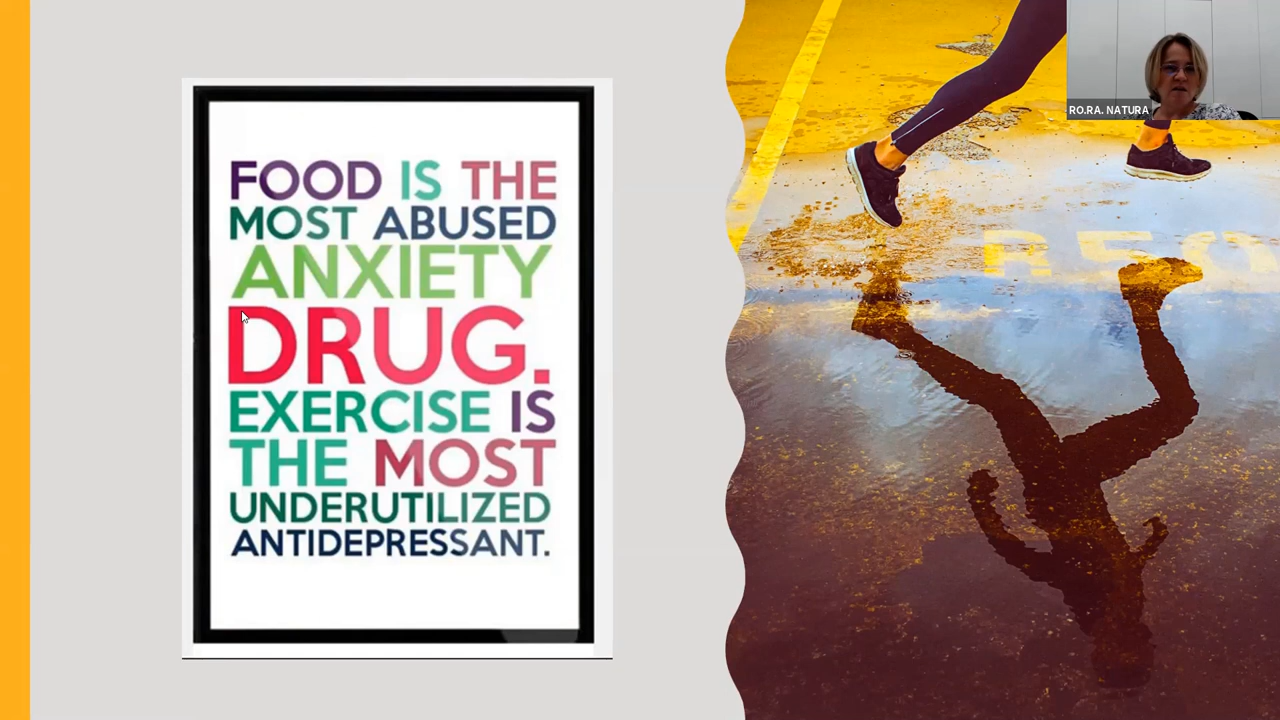 FOOD IS THE
MOST ABUSED
ANXIETY
DRUG.
EXERCISE IS
THE MOST
UNDERUTILIZED
ANTIDEPRESSANT.
RO.RA. NATURA